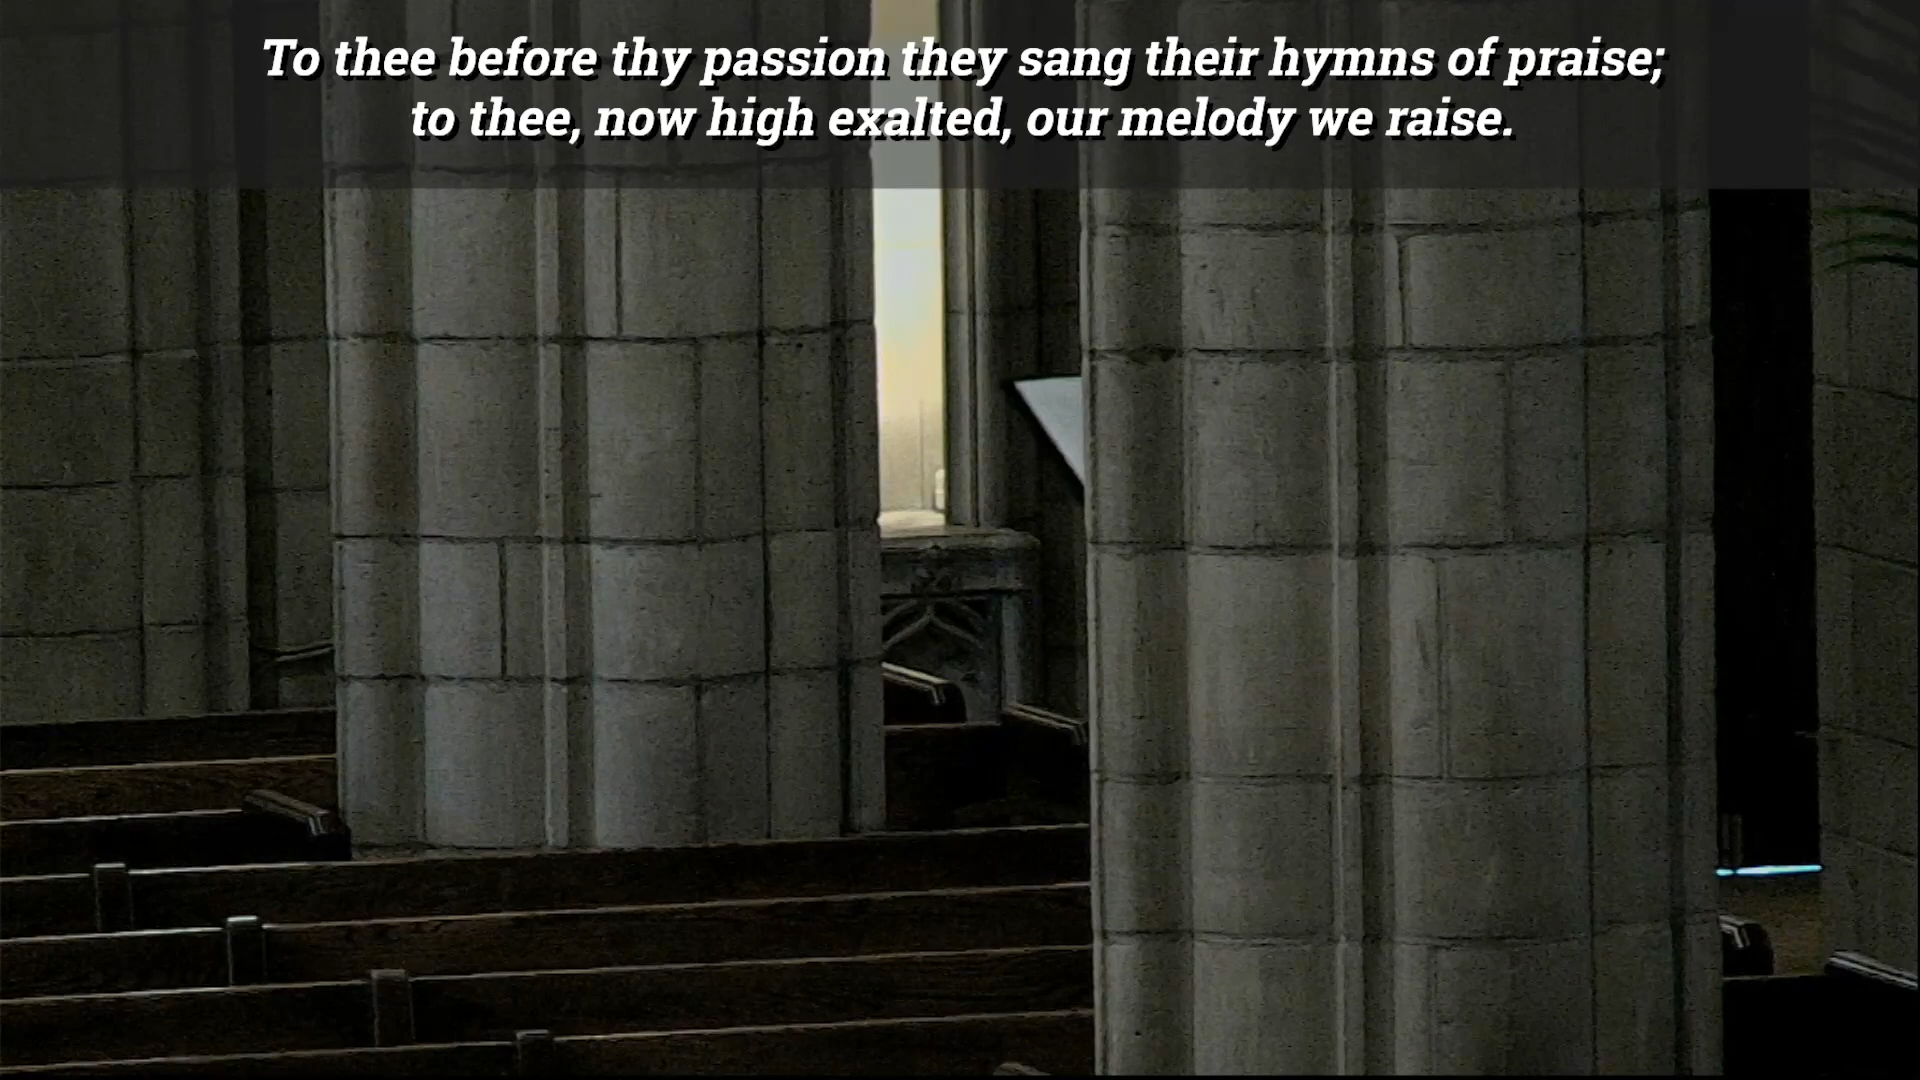 To thee before thy passion they sang their hymns of praise;
to thee, now high exalted, our melody we raise.